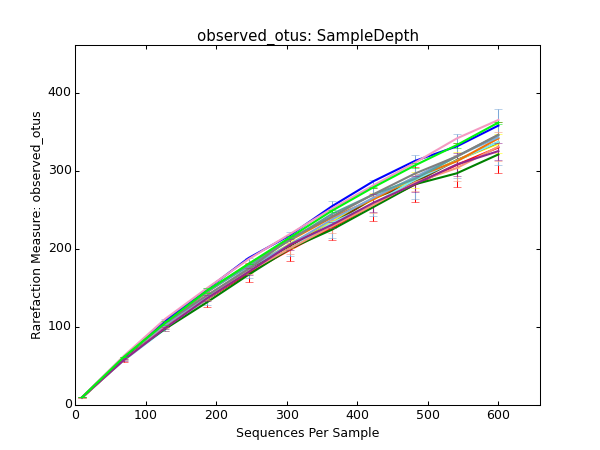 observed_otus: SampleDepth
Rarefaction Measure: observed_otus
400
300
200
100
0
0 100 200 300 400 500 600
Sequences Per Sample